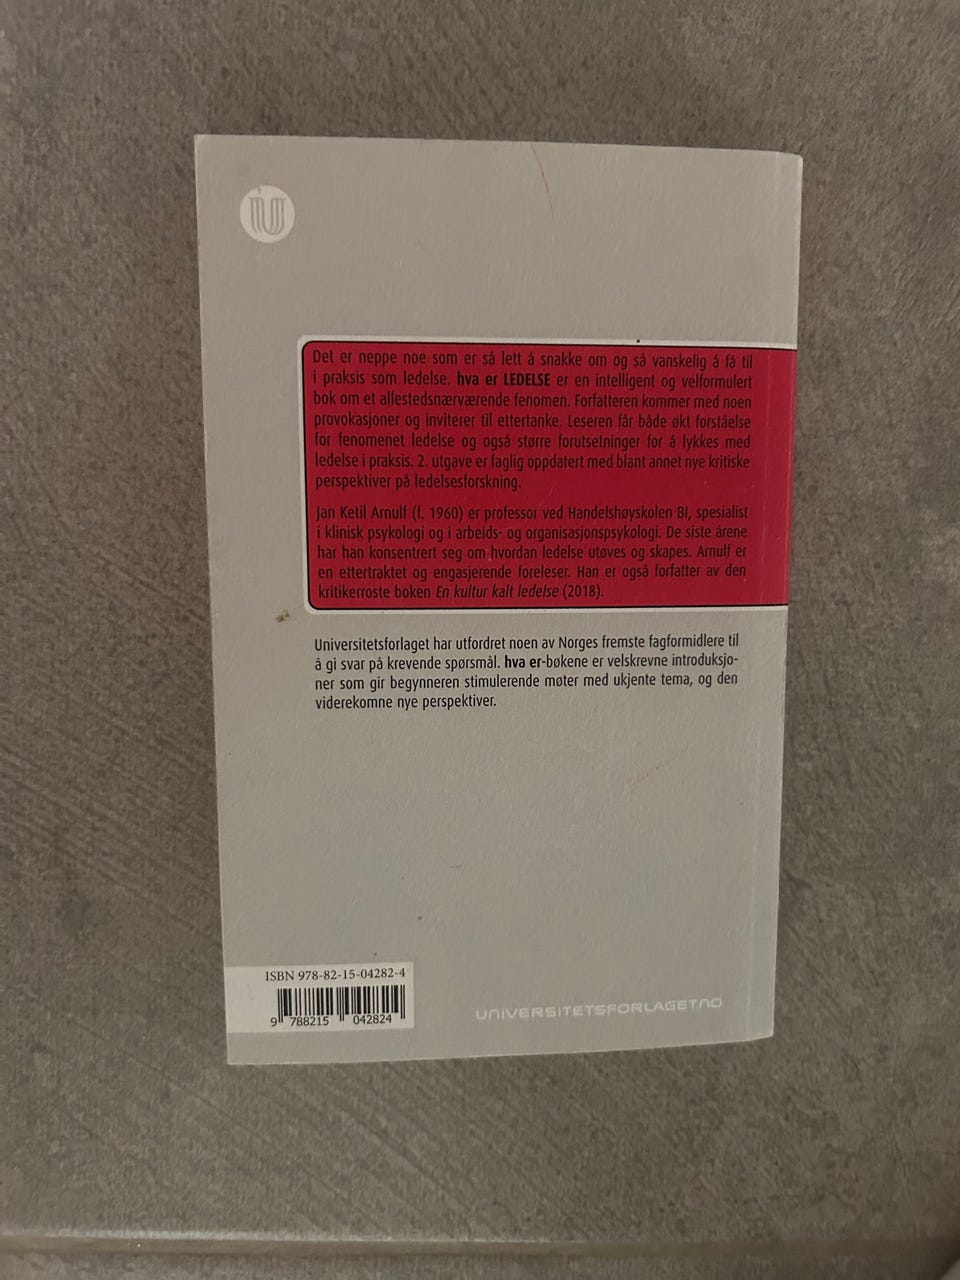 Det er neppe noe som er så lett å snakke om og så vanskelig å få til
i praksis som ledelse. hva er LEDELSE er en intelligent og velformulert
bok om et allestedsnærværende fenomen. Forfatteren kommer med noen
provokasjoner og inviterer til ettertanke. Leseren får både økt forståelse
for fenomenet ledelse og også større forutsetninger for å lykkes med
ledelse i praksis. 2. utgave er faglig oppdatert med blant annet nye kritiske
perspektiver på ledelsesforskning.
Jan Ketil Arnulf (f. 1960) er professor ved Handelshøyskolen BI, spesialist
i klinisk psykologi og i arbeids- og organisasjonspsykologi. De siste årene
har han konsentrert seg om hvordan ledelse utøves og skapes. Arnulf er
en ettertraktet og engasjerende foreleser. Han er også forfatter av den
kritikerroste boken En kultur kalt ledelse (2018).
Universitetsforlaget har utfordret noen av Norges fremste fagformidlere til
å gi svar på krevende spørsmål. hva er-bøkene er velskrevne introduksjo-
ner som gir begynneren stimulerende møter med ukjente tema, og den
viderekomne nye perspektiver.
ISBN 978-82-15-04282-4
9 788215 042824
UNIVERSITETSFORLAGET.NO